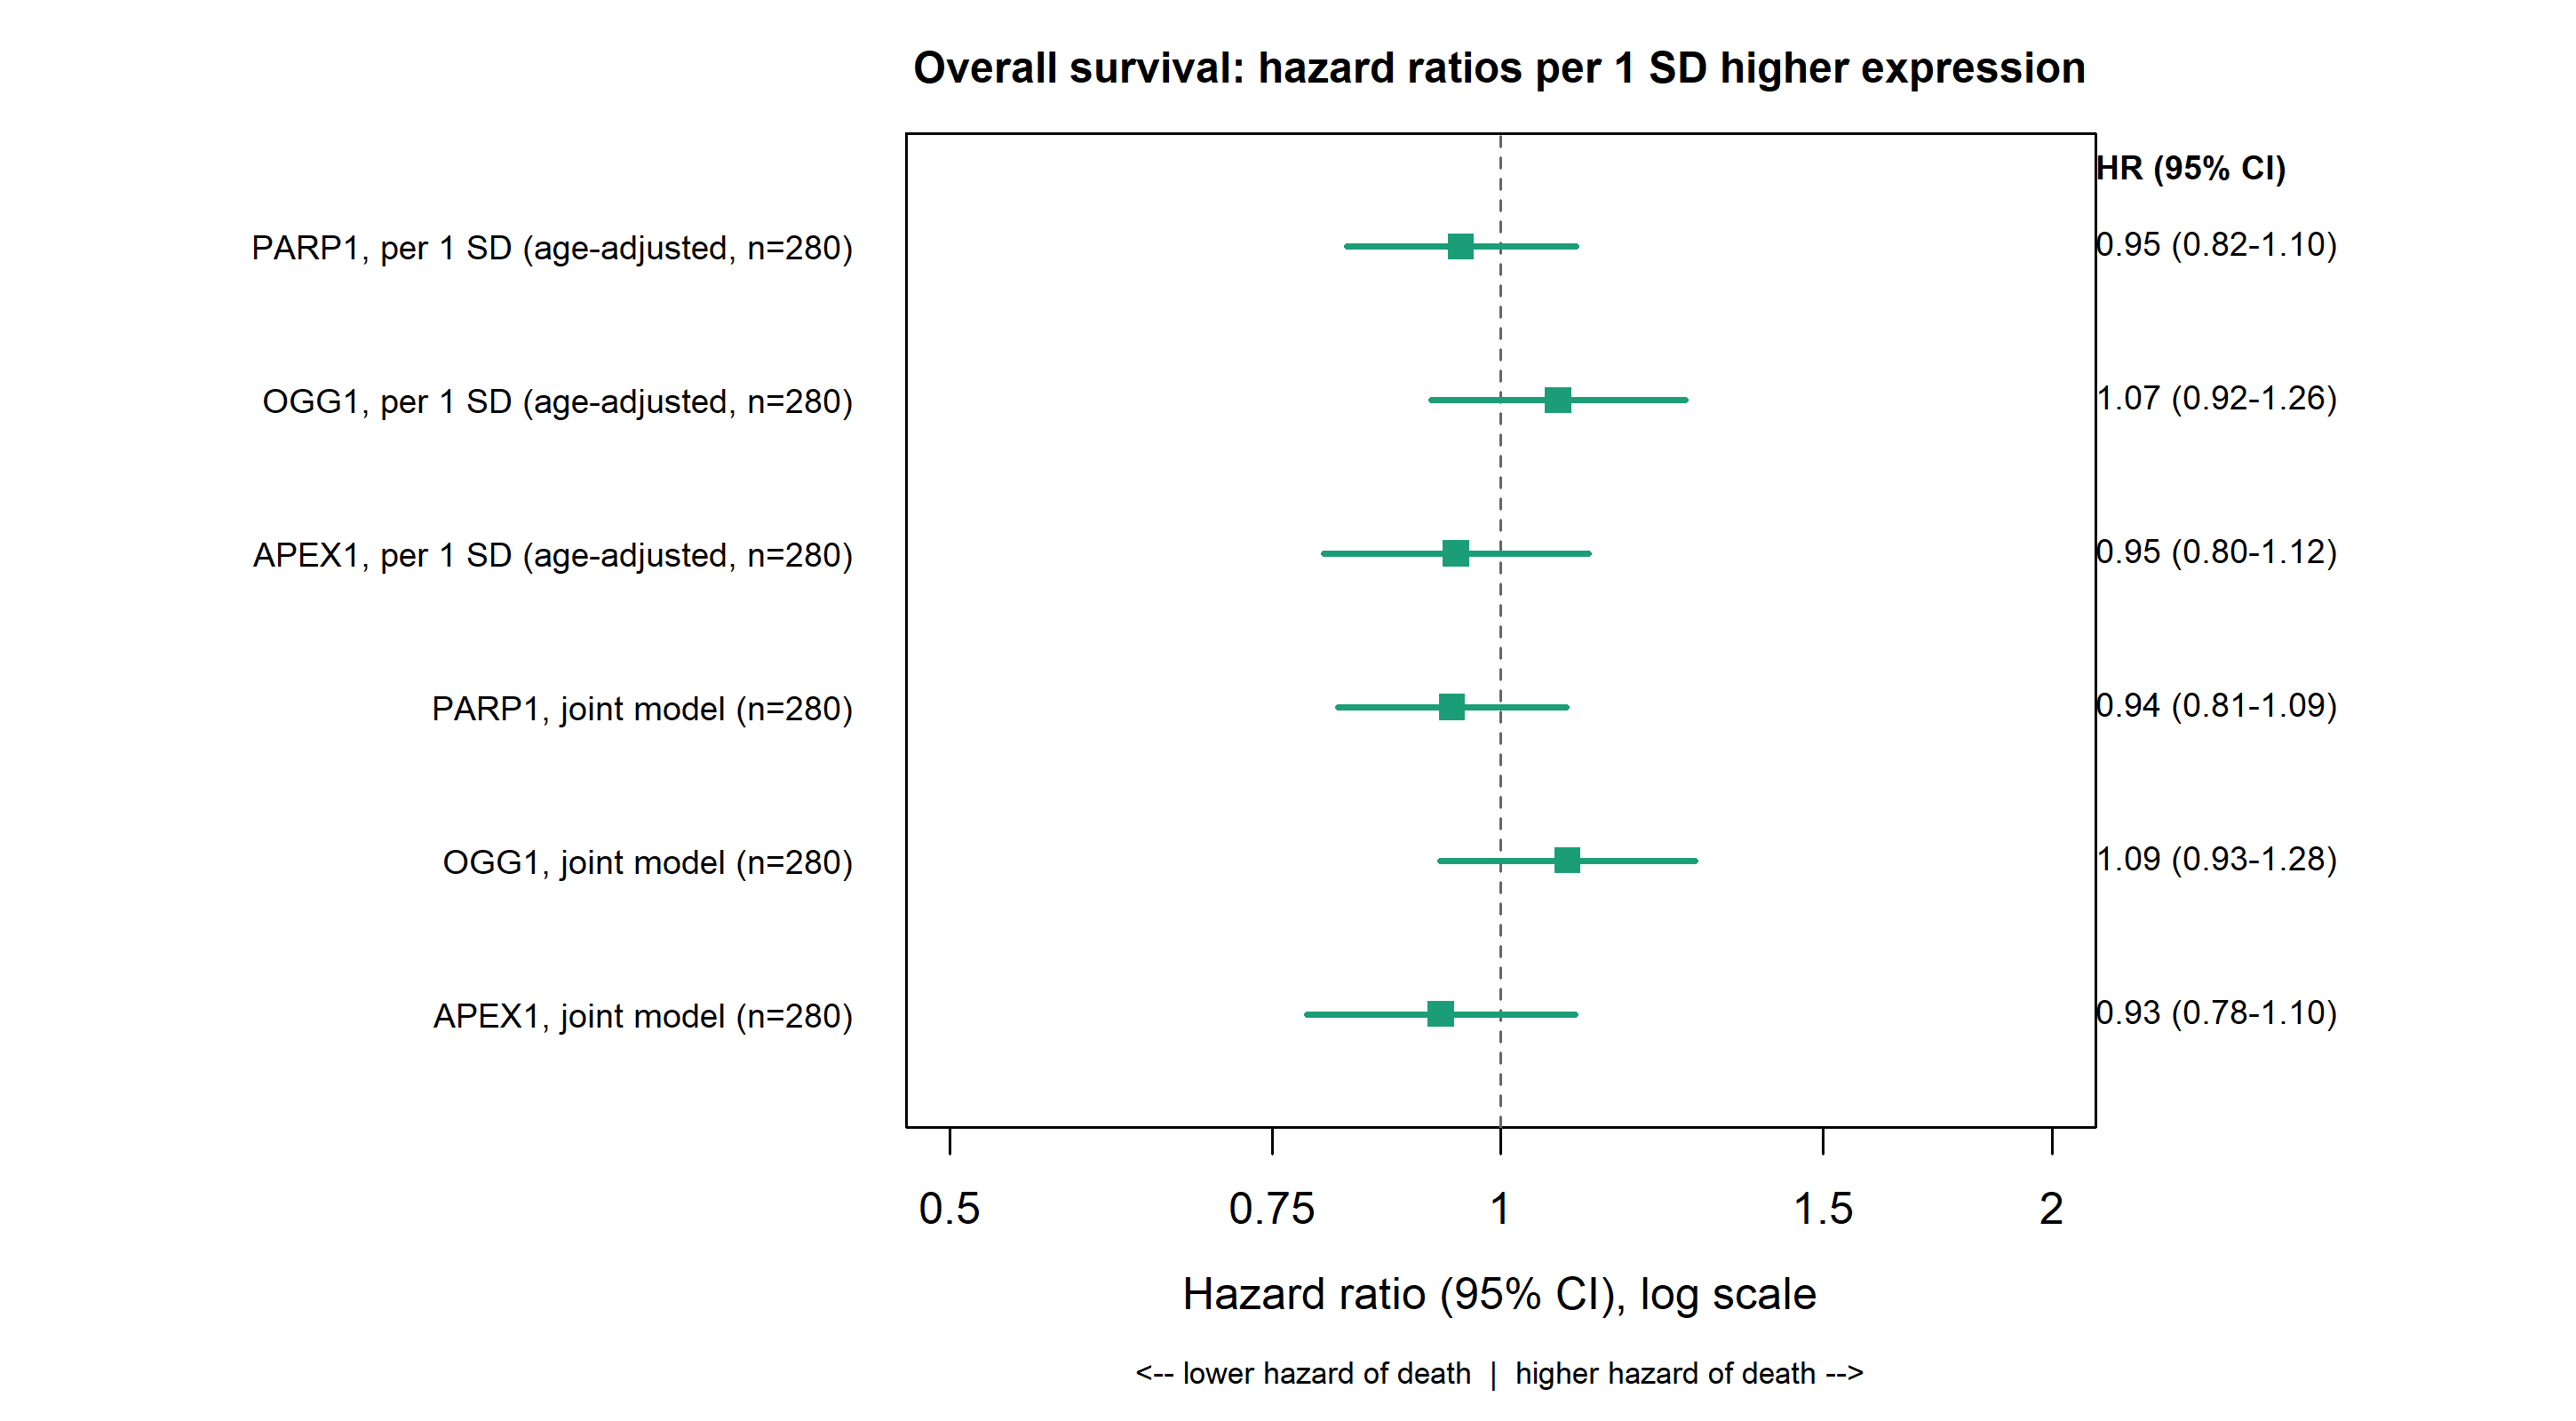 Overall survival: hazard ratios per 1 SD higher expression
HR (95% CI)
PARP1, per 1 SD (age-adjusted, n=280) 0.95 (0.82-1.10)
OGG1, per 1 SD (age-adjusted, n=280) 1.07 (0.92-1.26)
APEX1, per 1 SD (age-adjusted, n=280) 0.95 (0.80-1.12)
PARP1, joint model (n=280) 0.94 (0.81-1.09)
OGG1, joint model (n=280) 1.09 (0.93-1.28)
APEX1, joint model (n=280) 0.93 (0.78-1.10)
0.5 0.75 1 1.5 2
Hazard ratio (95% CI), log scale
<-- lower hazard of death | higher hazard of death -->